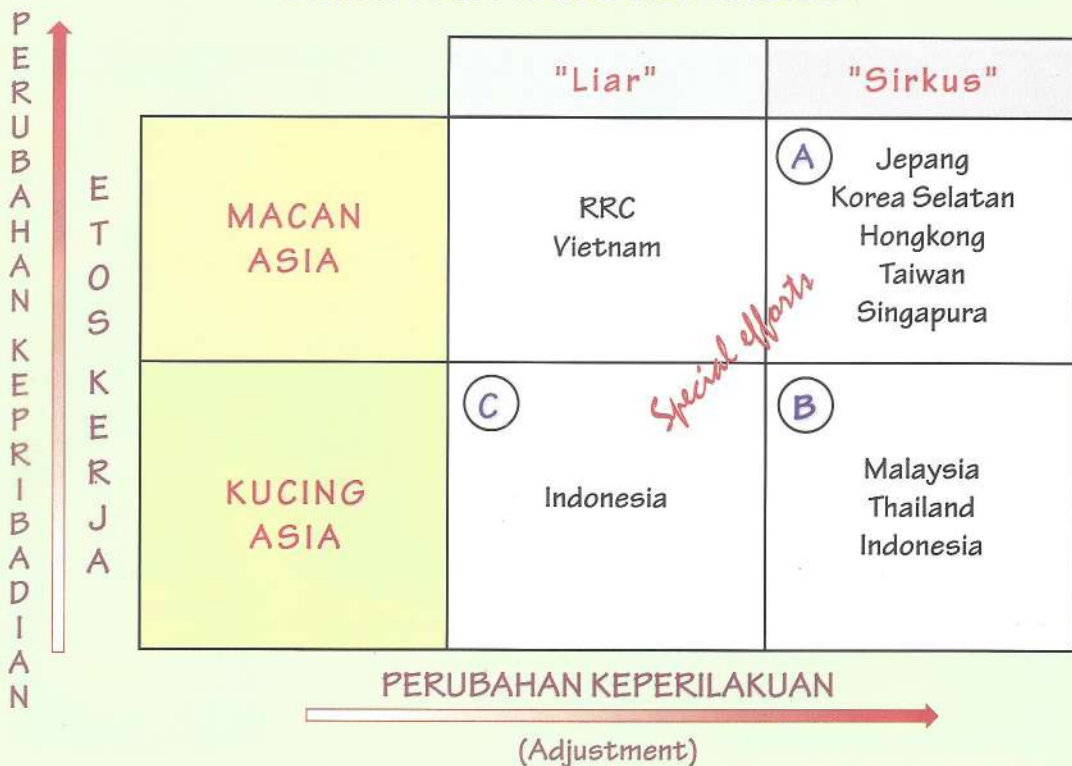 PERUBAHAN KEPRIBADIAN
ETOS KERJA
"Liar"
"Sirkus"
MACAN
ASIA
RRC
Vietnam
A
Jepang
Korea Selatan
Hongkong
Taiwan
Singapura
Special efforts
KUCING
ASIA
C
Indonesia
B
Malaysia
Thailand
Indonesia
PERUBAHAN KEPERILAKUAN
(Adjustment)